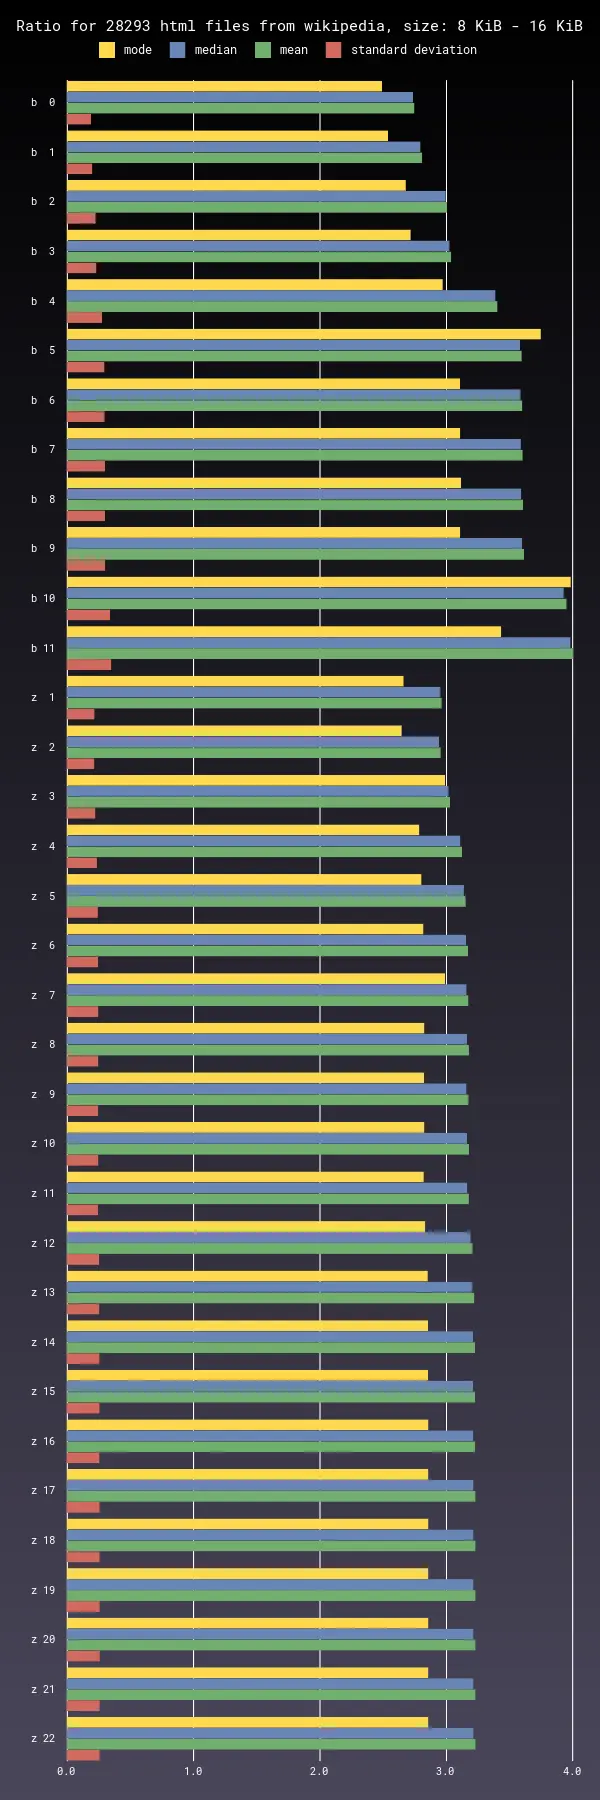 Ratio for 28293 html files from wikipedia, size: 8 KiB - 16 KiB
mode median mean standard deviation
b 0
b 1
b 2
b 3
b 4
b 5
b 6
b 7
b 8
b 9
b 10
b 11
z 1
z 2
z 3
z 4
z 5
z 6
z 7
z 8
z 9
z 10
z 11
z 12
z 13
z 14
z 15
z 16
z 17
z 18
z 19
z 20
z 21
z 22
0.0 1.0 2.0 3.0 4.0